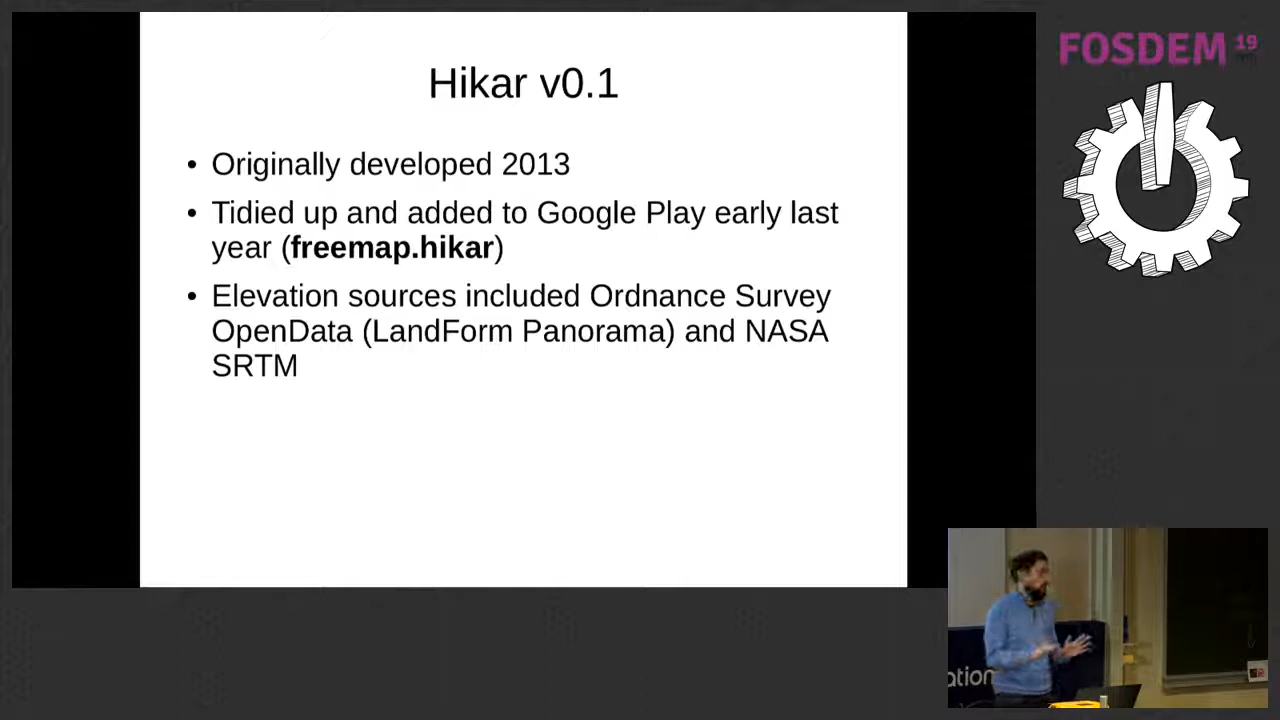 FOSDEM 19
Hikar v0.1
• Originally developed 2013
• Tidied up and added to Google Play early last
year (freemap.hikar)
• Elevation sources included Ordnance Survey
OpenData (LandForm Panorama) and NASA
SRTM
ation